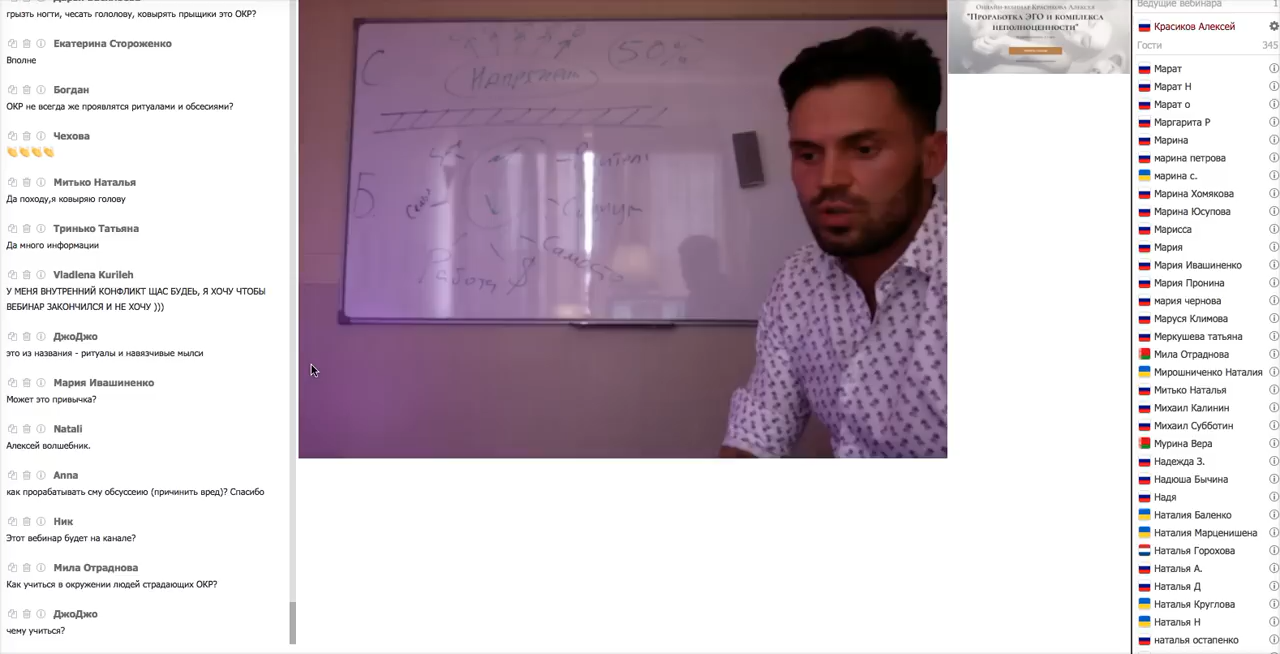 грызть ногти, чесать гололову, ковырять прыщики это ОКР?
Екатерина Стороженко
Вполне
Богдан
ОКР не всегда же проявлятся ритуалами и обсесиями?
Чехова
👏👏👏👏
Митько Наталья
Да походу,я ковыряю голову
Тринько Татьяна
Да много информации
Vladlena Kurileh
У МЕНЯ ВНУТРЕННИЙ КОНФЛИКТ ЩАС БУДЕЬ, Я ХОЧУ ЧТОБЫ
ВЕБИНАР ЗАКОНЧИЛСЯ И НЕ ХОЧУ )))
ДжоДжо
это из названия - ритуалы и навязчивые мылси
Мария Ивашиненко
Может это привычка?
Natali
Алексей волшебник.
Anna
как прорабатывать сму обсуссеию (причинить вред)? Спасибо
Ник
Этот вебинар будет на канале?
Мила Отраднова
Как учиться в окружении людей страдающих ОКР?
ДжоДжо
чему учиться?
С
50%
Б
Онлайн-воинар Красикова Алексея
"Проработка ЭГО и комплекса
неполноценности"
Ведущие вебинара 1
Красиков Алексей
Гости 345
Марат
Марат Н
Марат о
Маргарита Р
Марина
марина петрова
марина с.
Марина Хомякова
Марина Юсупова
Марисса
Мария
Мария Ивашиненко
Мария Пронина
мария чернова
Маруся Климова
Меркушева татьяна
Мила Отраднова
Мирошниченко Наталия
Митько Наталья
Михаил Калинин
Михаил Субботин
Мурина Вера
Надежда З.
Надюша Бычина
Надя
Наталия Баленко
Наталия Марценишена
Наталья Горохова
Наталья А.
Наталья Д
Наталья Круглова
Наталья Н
наталья остапенко